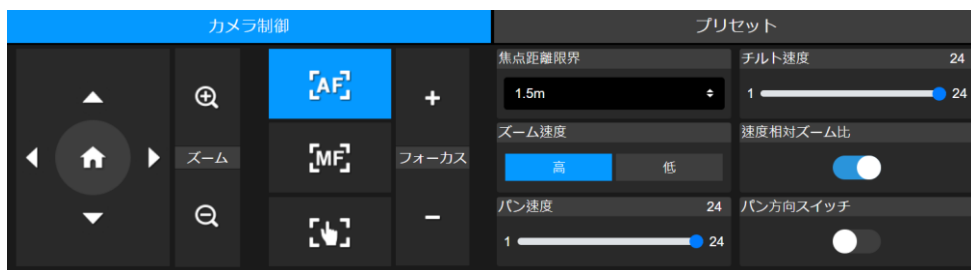 カメラ制御
プリセット
AF
MF
ズーム
フォーカス
焦点距離限界
1.5m
チルト速度 24
1 24
ズーム速度
高 低
速度相対ズーム比
パン速度 24
1 24
パン方向スイッチ